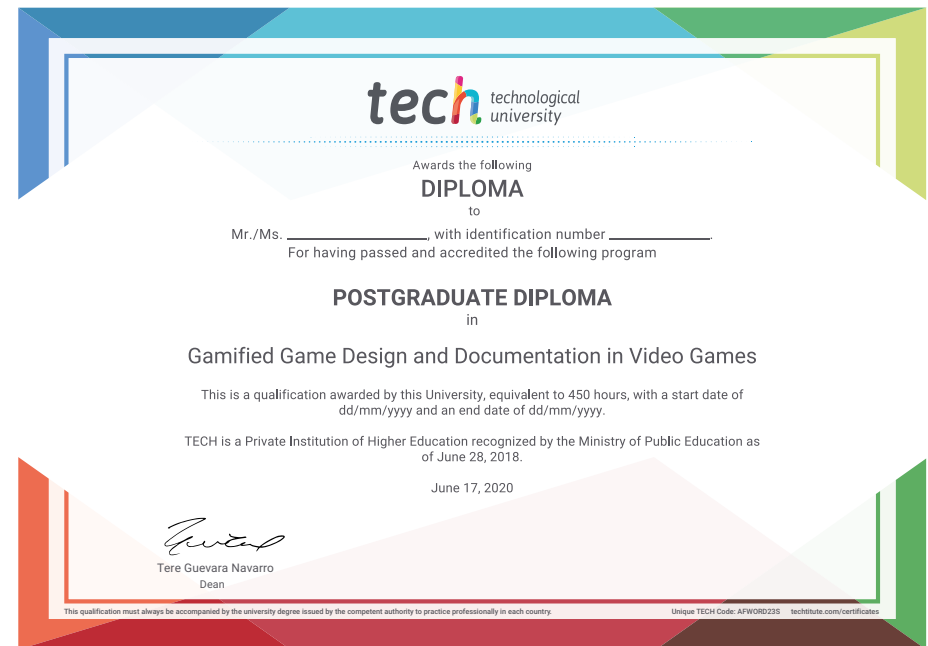 tech technological
university
Awards the following
DIPLOMA
to
Mr./Ms. ____________________, with identification number ______________.
For having passed and accredited the following program
POSTGRADUATE DIPLOMA
in
Gamified Game Design and Documentation in Video Games
This is a qualification awarded by this University, equivalent to 450 hours, with a start date of
dd/mm/yyyy and an end date of dd/mm/yyyy.
TECH is a Private Institution of Higher Education recognized by the Ministry of Public Education as
of June 28, 2018.
June 17, 2020
Tere Guevara Navarro
Dean
This qualification must always be accompanied by the university degree issued by the competent authority to practice professionally in each country.
Unique TECH Code: AFWORD23S techtitute.com/certificates